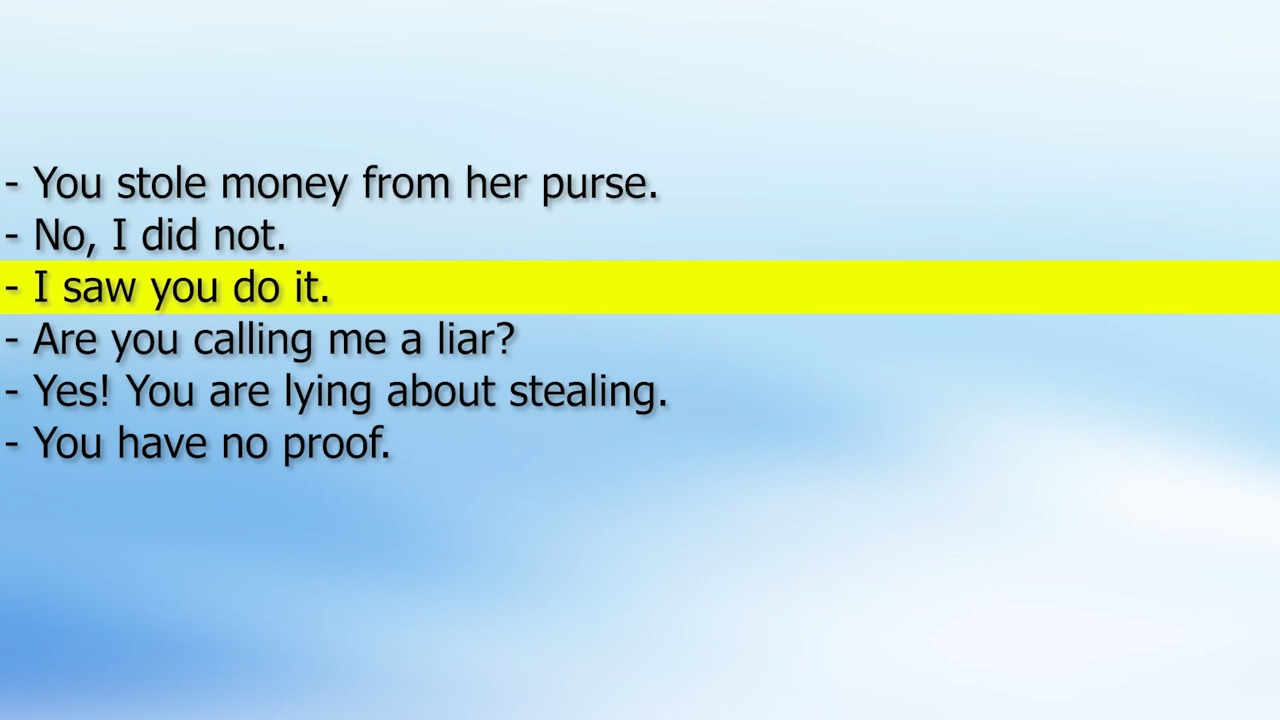 - You stole money from her purse.
- No, I did not.
- I saw you do it.
- Are you calling me a liar?
- Yes! You are lying about stealing.
- You have no proof.